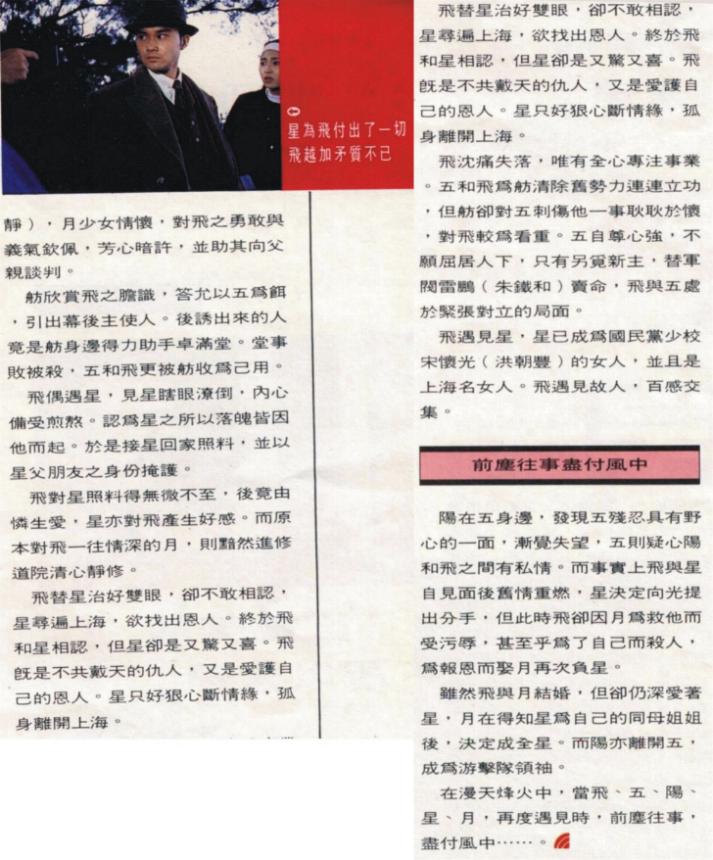 星為飛付出了一切
飛越加矛質不已
靜），月少女情懷，對飛之勇敢與
義氣欽佩，芳心暗許，並助其向父
親談判。
舫欣賞飛之膽識，答允以五爲餌
，引出幕後主使人。後誘出來的人
竟是舫身邊得力助手卓滿堂。堂事
敗被殺，五和飛更被舫收爲己用。
飛偶遇星，見星瞎眼潦倒，內心
備受煎熬。認爲星之所以落魄皆因
他而起。於是接星回家照料，並以
星父朋友之身份掩護。
飛對星照料得無微不至，後竟由
憐生愛，星亦對飛產生好感。而原
本對飛一往情深的月，則黯然進修
道院清心靜修。
飛替星治好雙眼，卻不敢相認，
星尋遍上海，欲找出恩人。終於飛
和星相認，但星卻是又驚又喜。飛
旣是不共戴天的仇人，又是愛護自
己的恩人。星只好狠心斷情緣，孤
身離開上海。
飛替星治好雙眼，卻不敢相認，
星尋遍上海，欲找出恩人。終於飛
和星相認，但星卻是又驚又喜。飛
旣是不共戴天的仇人，又是愛護自
己的恩人。星只好狠心斷情緣，孤
身離開上海。
飛沈痛失落，唯有全心專注事業
。五和飛爲舫清除舊勢力連連立功
，但舫卻對五刺傷他一事耿耿於懷
，對飛較爲看重。五自尊心強，不
願屈居人下，只有另覓新主，替軍
閥雷鵬（朱鐵和）賣命，飛與五處
於緊張對立的局面。
飛遇見星，星已成爲國民黨少校
宋懷光（洪朝豐）的女人，並且是
上海名女人。飛遇見故人，百感交
集。
前塵往事盡付風中
陽在五身邊，發現五殘忍具有野
心的一面，漸覺失望，五則疑心陽
和飛之間有私情。而事實上飛與星
自見面後舊情重燃，星決定向光提
出分手，但此時飛卻因月爲救他而
受污辱，甚至乎爲了自己而殺人，
爲報恩而娶月再次負星。
雖然飛與月結婚，但卻仍深愛著
星，月在得知星爲自己的同母姐姐
後，決定成全星。而陽亦離開五，
成爲游擊隊領袖。
在漫天烽火中，當飛、五、陽、
星、月，再度遇見時，前塵往事，
盡付風中……。